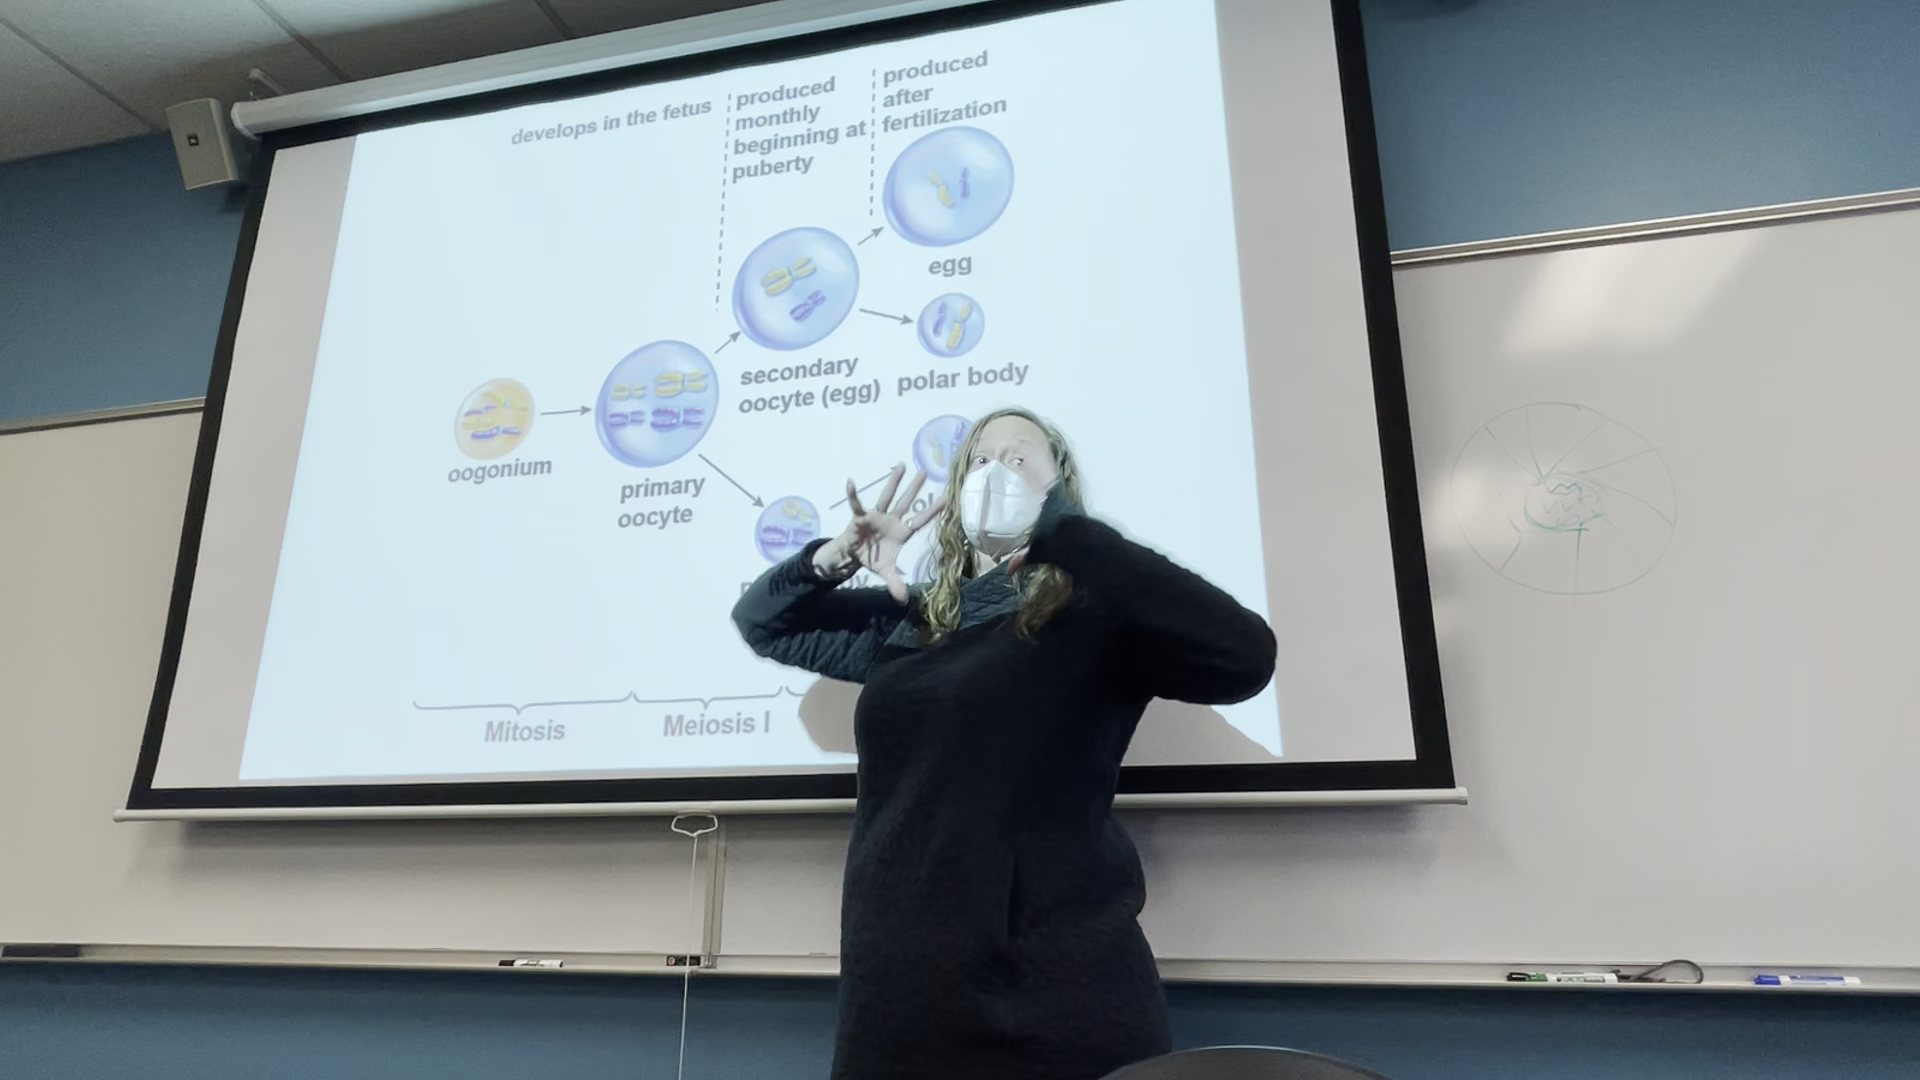 develops in the fetus
produced
monthly
beginning at
puberty
produced
after
fertilization
egg
secondary
oocyte (egg)
polar body
oogonium
primary
oocyte
Mitosis
Meiosis I